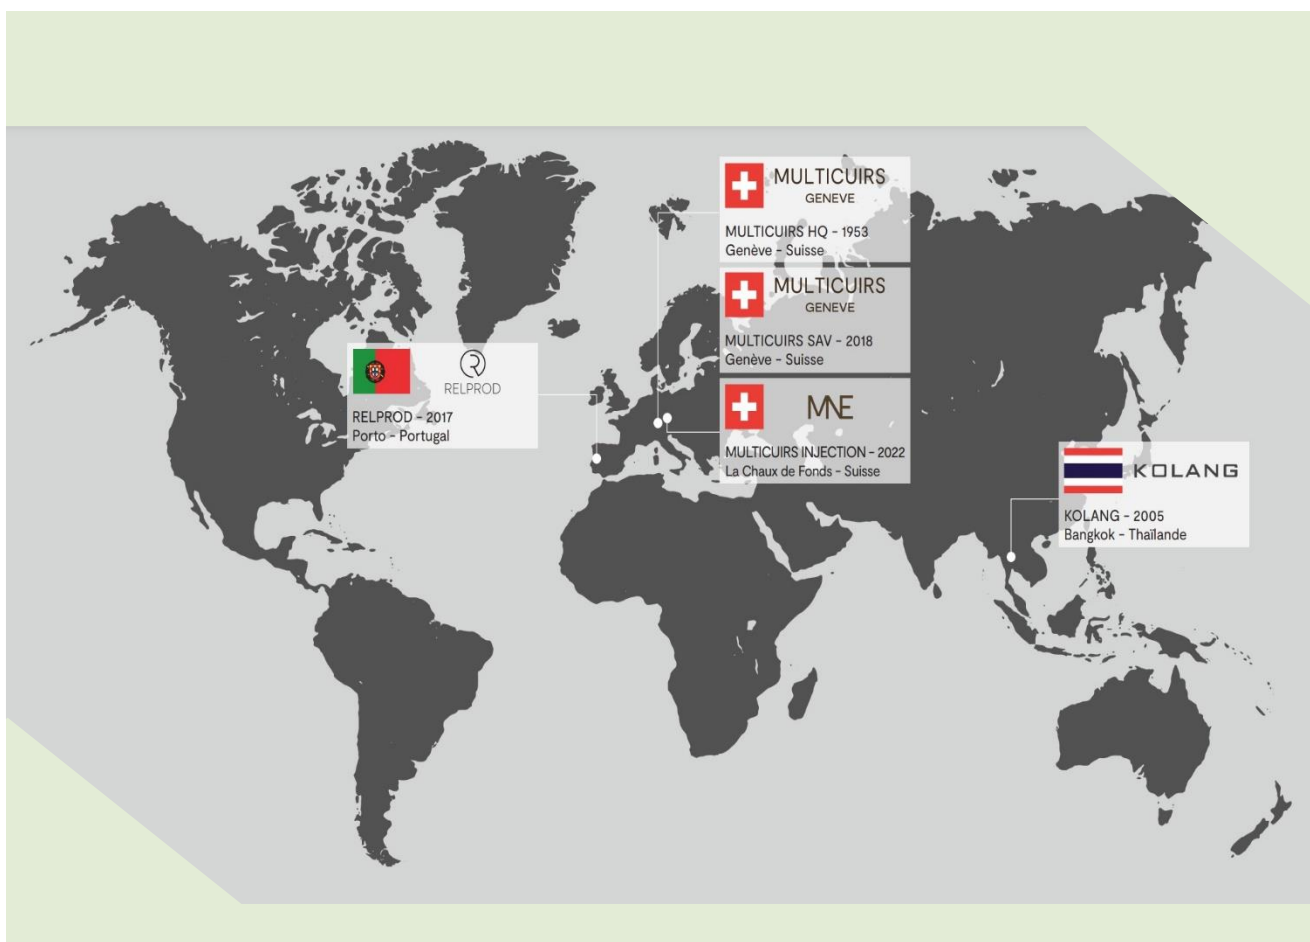 MULTICUIRS
GENEVE
MULTICUIRS HQ - 1953
Genève - Suisse
MULTICUIRS
GENEVE
MULTICUIRS SAV - 2018
Genève - Suisse
RELPROD
RELPROD - 2017
Porto - Portugal
MNE
MULTICUIRS INJECTION - 2022
La Chaux de Fonds - Suisse
KOLANG
KOLANG - 2005
Bangkok - Thaïlande